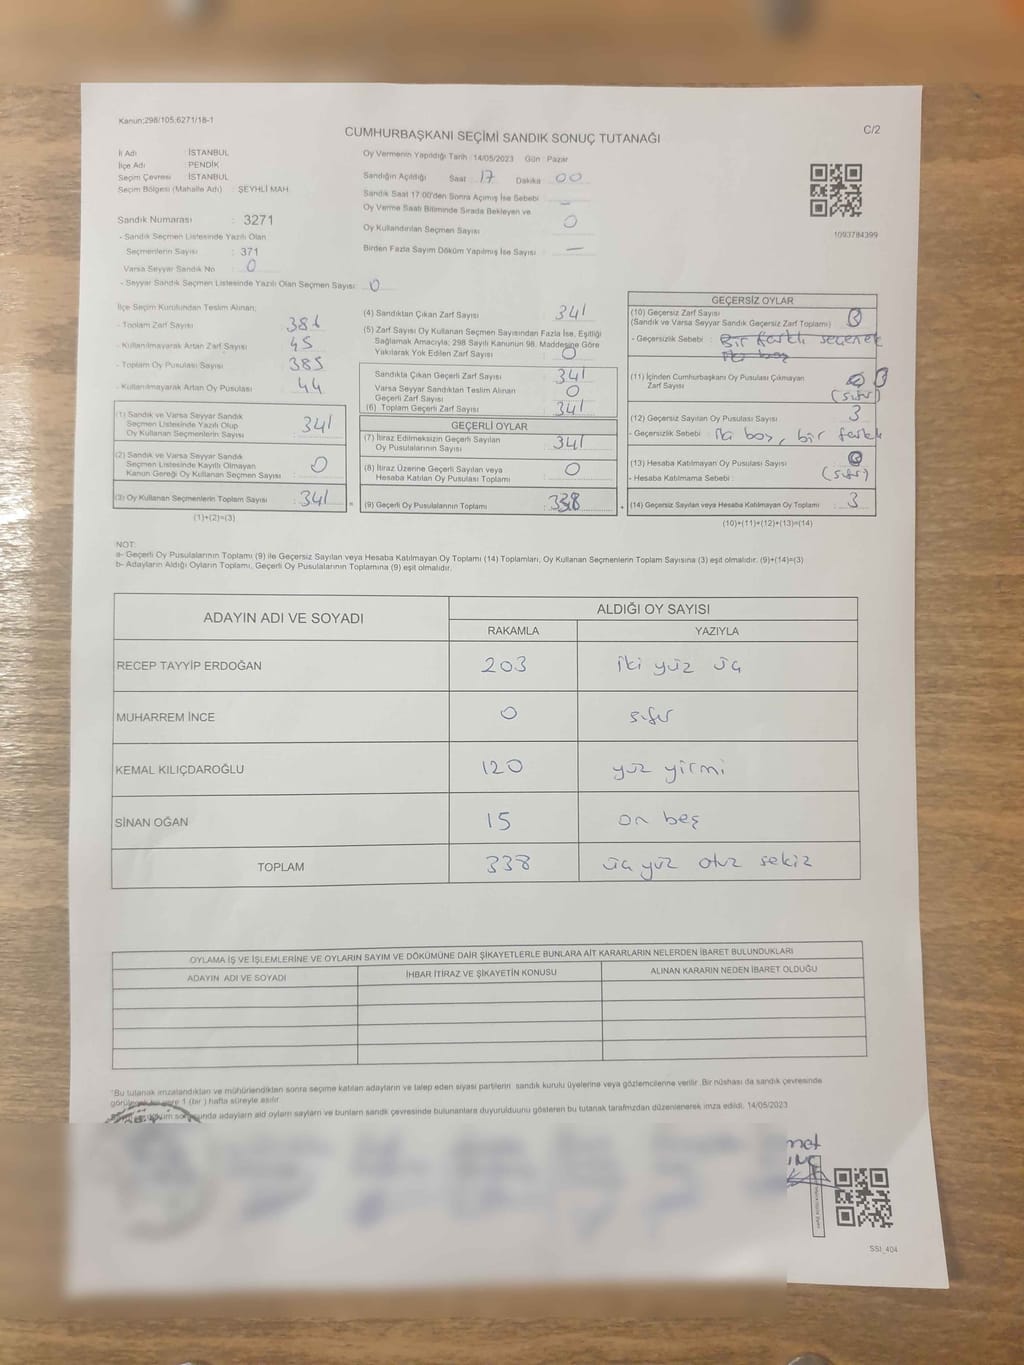 Kanun:298/105;6271/18-1
C/2
CUMHURBAŞKANI SEÇİMİ SANDIK SONUÇ TUTANAĞI
İl Adı : İSTANBUL
İlçe Adı : PENDİK
Seçim Çevresi : İSTANBUL
Seçim Bölgesi (Mahalle Adı) : ŞEYHLİ MAH.
Sandık Numarası : 3271
- Sandık Seçmen Listesinde Yazılı Olan
Seçmenlerin Sayısı : 371
Varsa Seyyar Sandık No : 0
- Seyyar Sandık Seçmen Listesinde Yazılı Olan Seçmen Sayısı: 0
Oy Vermenin Yapıldığı Tarih : 14/05/2023 Gün : Pazar
Sandığın Açıldığı Saat : 17 Dakika : 00
Sandık Saat 17:00'den Sonra Açılmış İse Sebebi : -
Oy Verme Saati Bitiminde Sırada Bekleyen ve
Oy Kullandırılan Seçmen Sayısı : 0
Birden Fazla Sayım Döküm Yapılmış İse Sayısı : -
1093784399
İlçe Seçim Kurulundan Teslim Alınan;
- Toplam Zarf Sayısı : 386
- Kullanılmayarak Artan Zarf Sayısı : 45
- Toplam Oy Pusulası Sayısı : 385
- Kullanılmayarak Artan Oy Pusulası : 44
(1) Sandık ve Varsa Seyyar Sandık
Seçmen Listesinde Yazılı Olup
Oy Kullanan Seçmenlerin Sayısı : 341
(2) Sandık ve Varsa Seyyar Sandık
Seçmen Listesinde Kayıtlı Olmayan
Kanun Gereği Oy Kullanan Seçmen Sayısı : 0
(3) Oy Kullanan Seçmenlerin Toplam Sayısı : 341
(1)+(2)=(3)
(4) Sandıktan Çıkan Zarf Sayısı : 341
(5) Zarf Sayısı Oy Kullanan Seçmen Sayısından Fazla İse, Eşitliği
Sağlamak Amacıyla; 298 Sayılı Kanunun 98. Maddesine Göre
Yakılarak Yok Edilen Zarf Sayısı : 0
Sandıkta Çıkan Geçerli Zarf Sayısı : 341
Varsa Seyyar Sandıktan Teslim Alınan
Geçerli Zarf Sayısı : 0
(6) Toplam Geçerli Zarf Sayısı : 341
GEÇERLİ OYLAR
(7) İtiraz Edilmeksizin Geçerli Sayılan
Oy Pusulalarının Sayısı : 341
(8) İtiraz Üzerine Geçerli Sayılan veya
Hesaba Katılan Oy Pusulası Toplamı : 0
(9) Geçerli Oy Pusulalarının Toplamı : 338
GEÇERSİZ OYLAR
(10) Geçersiz Zarf Sayısı
(Sandık ve Varsa Seyyar Sandık Geçersiz Zarf Toplamı) :
- Geçersizlik Sebebi : Bir farklı seçenek
iki boş
(11) İçinden Cumhurbaşkanı Oy Pusulası Çıkmayan
Zarf Sayısı : (sıfır)
(12) Geçersiz Sayılan Oy Pusulası Sayısı : 3
- Geçersizlik Sebebi : iki boş, bir farklı
(13) Hesaba Katılmayan Oy Pusulası Sayısı :
- Hesaba Katılmama Sebebi : (sıfır)
(14) Geçersiz Sayılan veya Hesaba Katılmayan Oy Toplamı : 3
(10)+(11)+(12)+(13)=(14)
NOT:
a- Geçerli Oy Pusulalarının Toplamı (9) ile Geçersiz Sayılan veya Hesaba Katılmayan Oy Toplamı (14) Toplamları, Oy Kullanan Seçmenlerin Toplam Sayısına (3) eşit olmalıdır. (9)+(14)=(3)
b- Adayların Aldığı Oyların Toplamı, Geçerli Oy Pusulalarının Toplamına (9) eşit olmalıdır.
ADAYIN ADI VE SOYADI
ALDIĞI OY SAYISI
RAKAMLA YAZIYLA
RECEP TAYYİP ERDOĞAN 203 iki yüz üç
MUHARREM İNCE 0 sıfır
KEMAL KILIÇDAROĞLU 120 yüz yirmi
SİNAN OĞAN 15 on beş
TOPLAM 338 üç yüz otuz sekiz
OYLAMA İŞ VE İŞLEMLERİNE VE OYLARIN SAYIM VE DÖKÜMÜNE DAİR ŞİKAYETLERLE BUNLARA AİT KARARLARIN NELERDEN İBARET BULUNDUKLARI
ADAYIN ADI VE SOYADI İHBAR İTİRAZ VE ŞİKAYETİN KONUSU ALINAN KARARIN NEDEN İBARET OLDUĞU
*Bu tutanak imzalandıktan ve mühürlendikten sonra seçime katılan adayların ve talep eden siyasi partilerin sandık kurulu üyelerine veya gözlemcilerine verilir. Bir nüshası da sandık çevresinde
bir yere 1 (bir) hafta süreyle asılır.
sonunda adayların ald oyların sayıları ve bunların sandık çevresinde bulunanlara duyurulduunu gösteren bu tutanak tarafımızdan düzenlenerek imza edildi. 14/05/2023
SSI_404